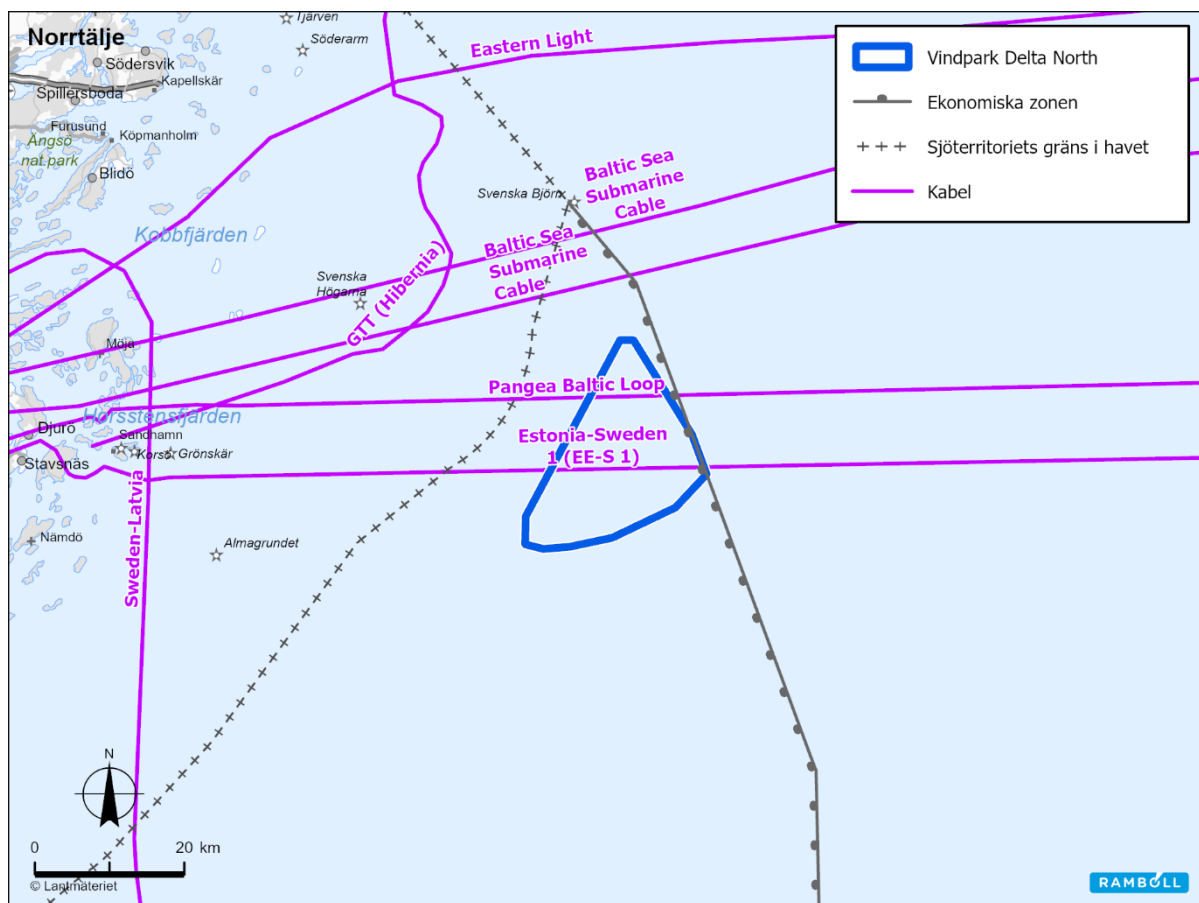 Norrtälje
Södersvik
Kapellskär
Spillersboda
Furusund
Köpmanholm
Ängsö
nat.park
Blidö
Tjärven
Söderarm
Eastern Light
Vindpark Delta North
Ekonomiska zonen
Sjöterritoriets gräns i havet
Kabel
Svenska Björn
Baltic Sea
Submarine
Cable
Kobbfjärden
Baltic Sea
Submarine
Cable
Svenska
Högarna
GTT (Hibernia)
Möja
Pangea Baltic Loop
Horsstensfjärden
Djurö
Sandhamn
Korsö
Grönskär
Stavsnäs
Estonia-Sweden
1 (EE-S 1)
Nämdö
Almagrundet
Sweden-Latvia
N
0 20 km
© Lantmäteriet
RAMBOLL